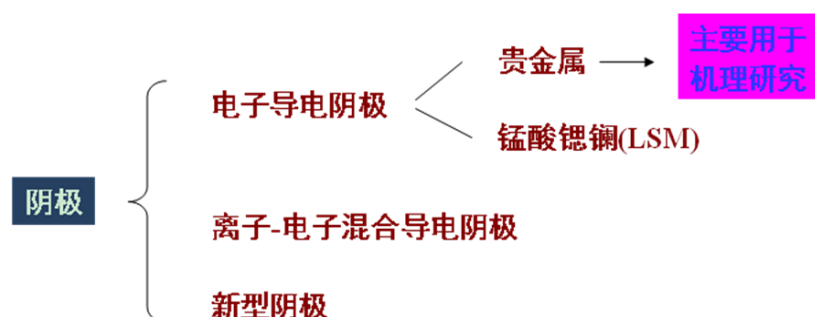 贵金属
主要用于
机理研究
电子导电阴极
锰酸锶镧(LSM)
阴极
离子-电子混合导电阴极
新型阴极